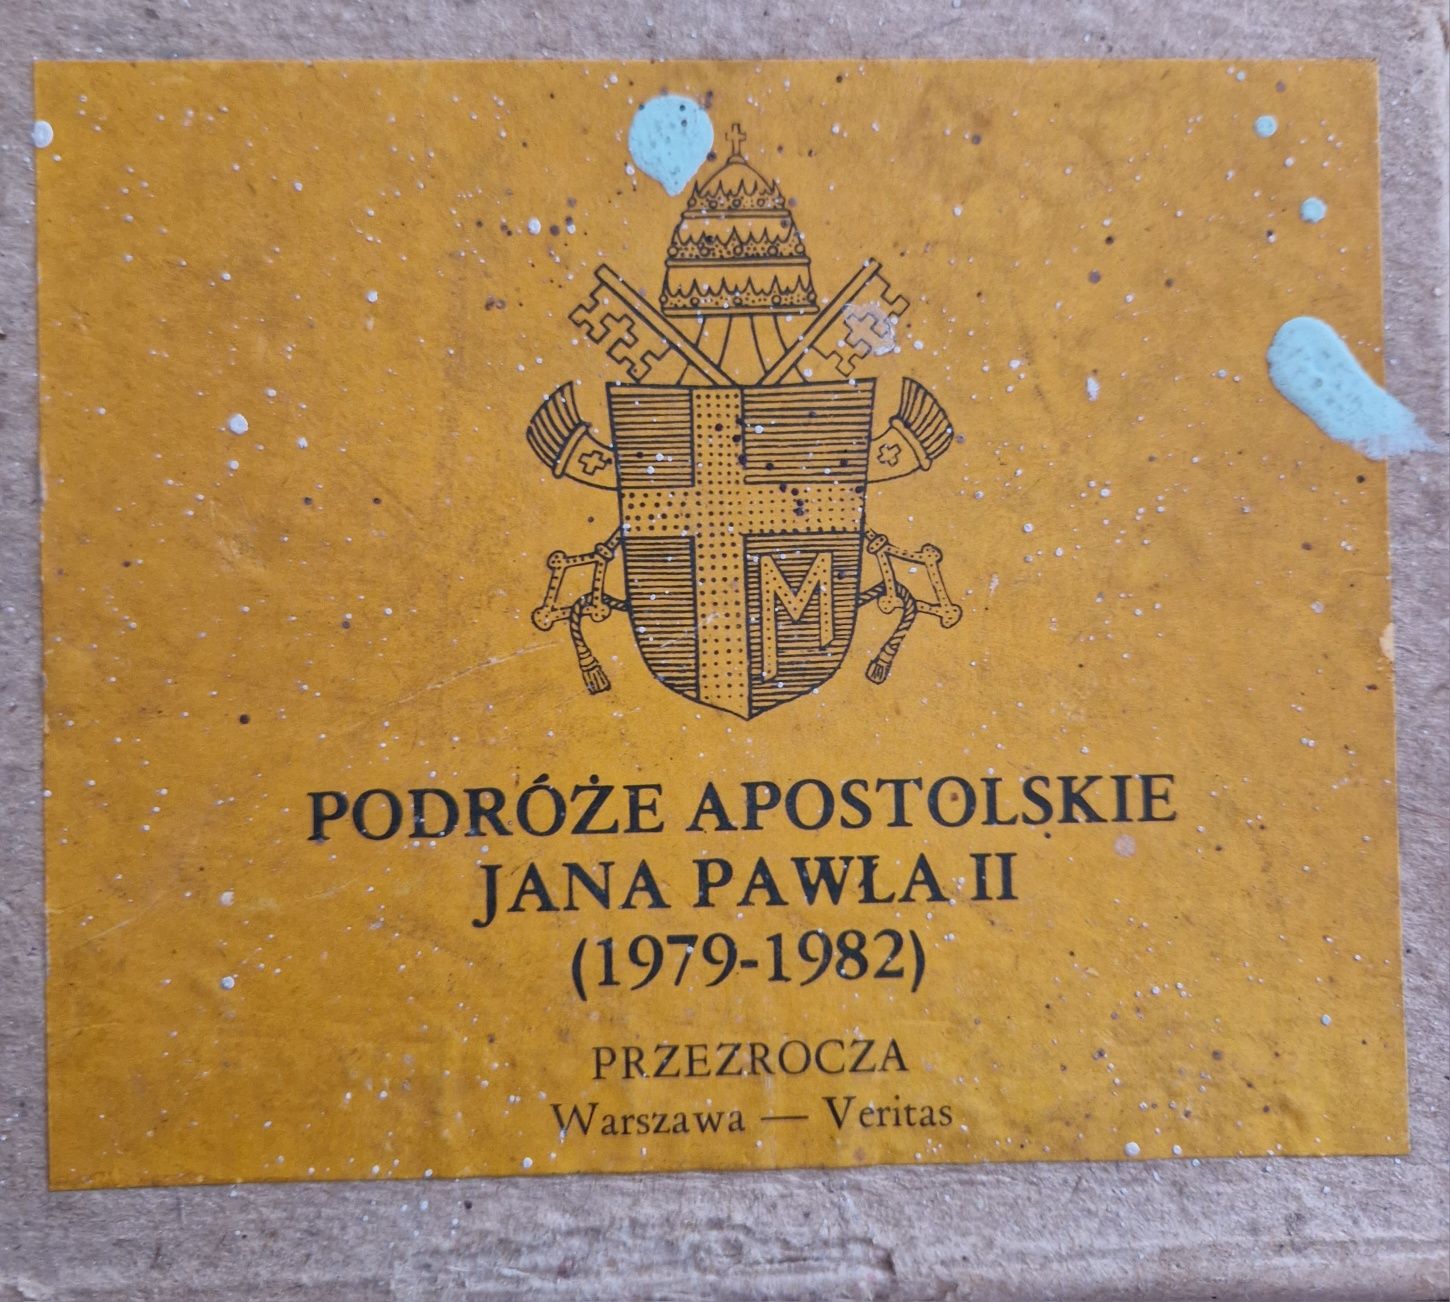 PODRÓŻE APOSTOLSKIE
JANA PAWŁA II
(1979-1982)
PRZEZROCZA
Warszawa — Veritas